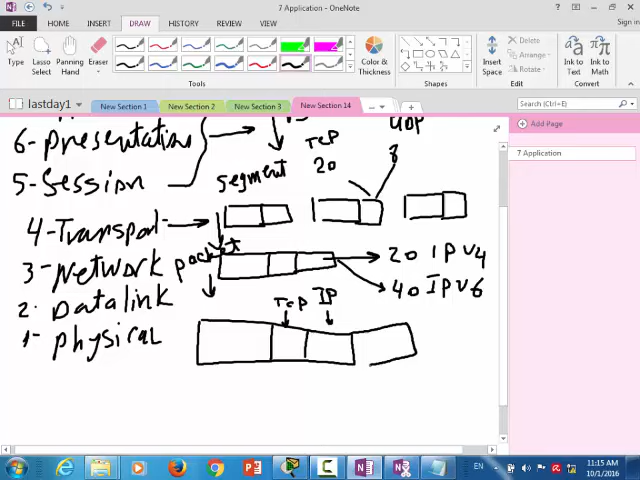 7 Application - OneNote
FILE HOME INSERT DRAW HISTORY REVIEW VIEW
Sign in
Type
Lasso Select
Panning Hand
Eraser
Color & Thickness
Insert Space
Delete
Arrange
Rotate
Ink to Text
Ink to Math
Tools
Shapes
Edit
Convert
lastday1 New Section 1 New Section 2 New Section 3 New Section 14
Search (Ctrl+E)
Add Page
7 Application
UDP
8
TCP
20
6-presentation
5-Session
segment
4-Transport
packet
3-network
20 IPv4
40 IPv6
2- Datalink
TCP IP
1- physical
EN
11:15 AM
10/1/2016